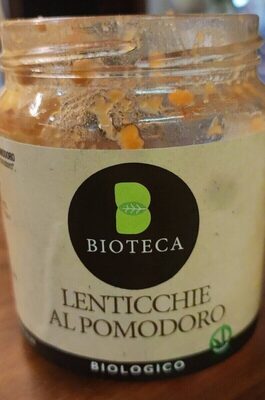 BIOTECA
LENTICCHIE
AL POMODORO
BIOLOGICO